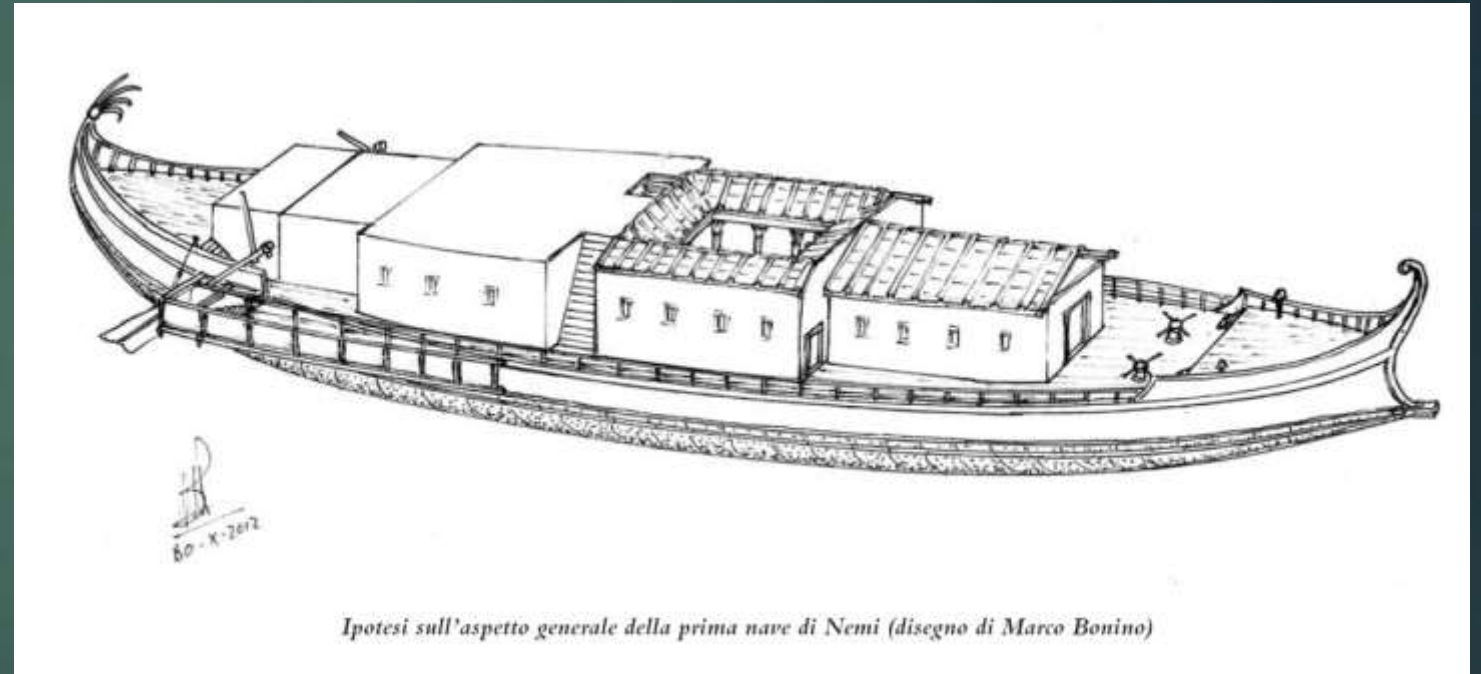 BO-X-2012
Ipotesi sull'aspetto generale della prima nave di Nemi (disegno di Marco Bonino)